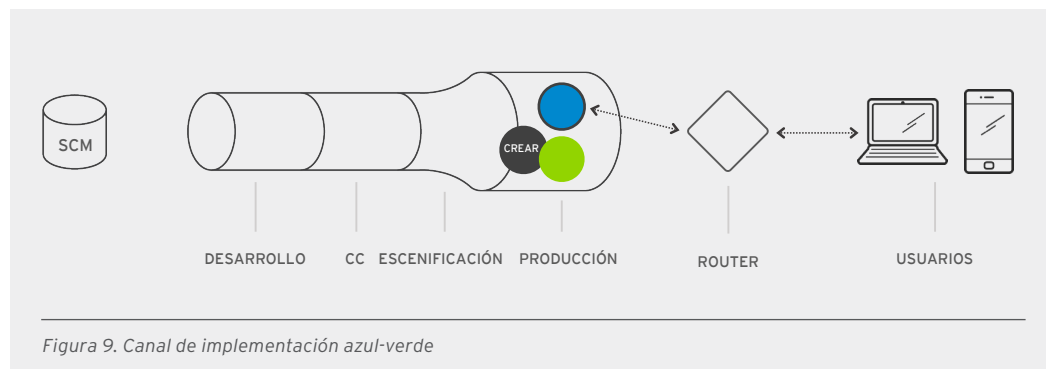 SCM
CREAR
DESARROLLO
CC
ESCENIFICACIÓN
PRODUCCIÓN
ROUTER
USUARIOS
Figura 9. Canal de implementación azul-verde